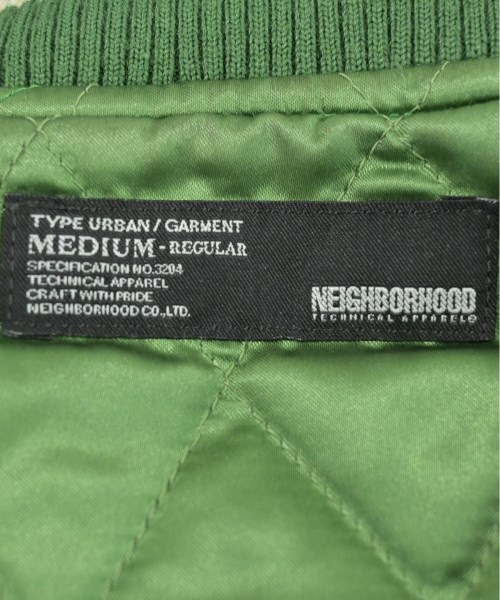 TYPE URBAN / GARMENT
MEDIUM - REGULAR
SPECIFICATION NO.3204
TECHNICAL APPAREL
CRAFT WITH PRIDE
NEIGHBORHOOD CO., LTD.
NEIGHBORHOOD
TECHNICAL APPAREL®